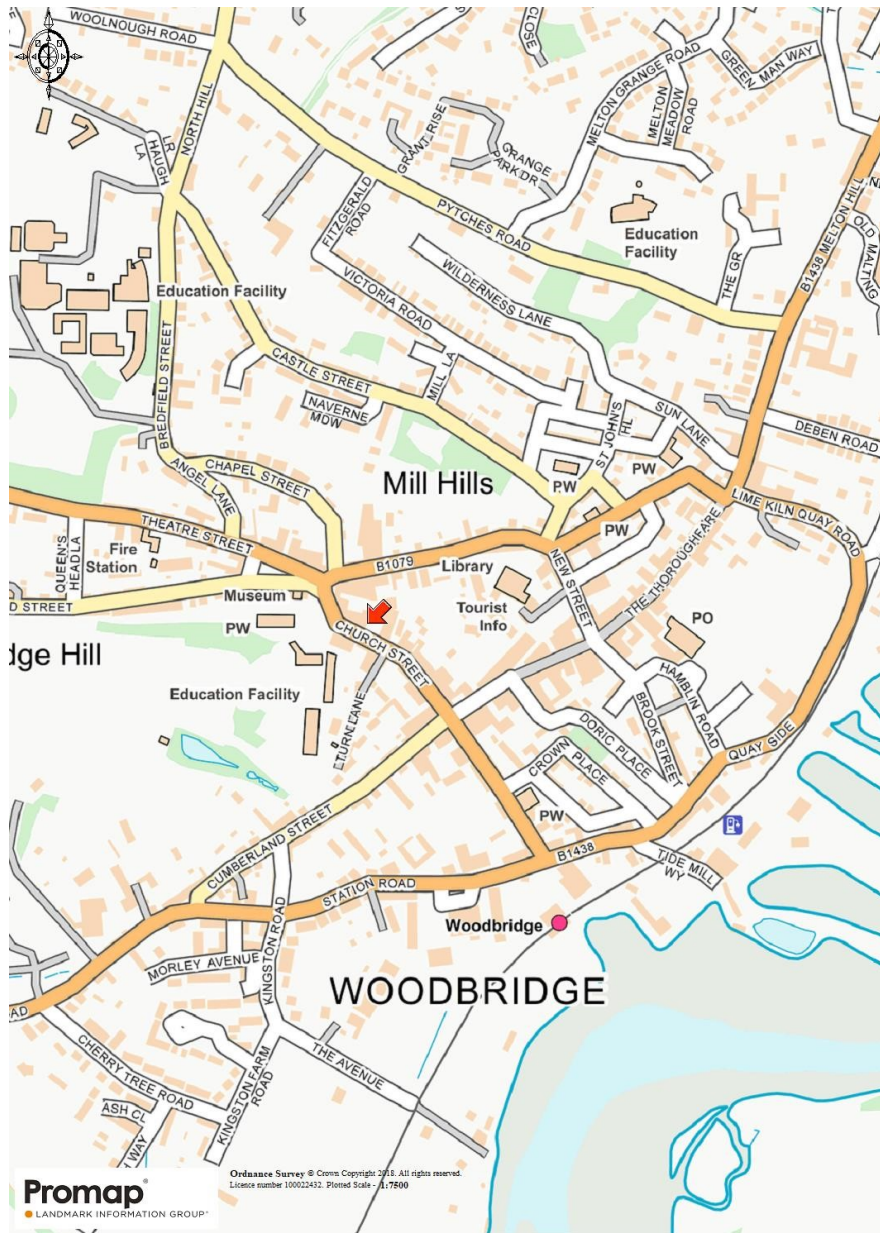 WOOLNOUGH ROAD
CLOSE
NORTH HILL
LR
HAUGH
LA
MELTON GRANGE ROAD
GREEN MAN WAY
MELTON
MEADOW
ROAD
GRANT RISE
GRANGE
PARK DR
FITZGERALD
ROAD
PYTCHES ROAD
Education
Facility
THE GR
B1438 MELTON HILL
OLD MALTING
Education Facility
VICTORIA ROAD
WILDERNESS LANE
BREDFIELD STREET
CASTLE STREET
MILL LA
NAVERNE
MDW
ST JOHN'S
HL
SUN LANE
DEBEN ROAD
ANGEL LANE
CHAPEL STREET
Mill Hills
PW
PW
LIME KILN QUAY ROAD
THEATRE STREET
PW
QUEEN'S
HEAD LA
Fire
Station
B1079
Library
NEW STREET
THE THOROUGHFARE
Museum
D STREET
Tourist
Info
PW
CHURCH STREET
PO
dge Hill
Education Facility
TURN LANE
HAMBLIN ROAD
BROOK STREET
DORIC PLACE
QUAY SIDE
CROWN
PLACE
PW
CUMBERLAND STREET
B1438
TIDE MILL
WY
STATION ROAD
Woodbridge
MORLEY AVENUE
KINGSTON ROAD
WOODBRIDGE
AD
CHERRY TREE ROAD
THE AVENUE
KINGSTON FARM
ROAD
ASH CL
H WAY
Promap
LANDMARK INFORMATION GROUP
Ordnance Survey © Crown Copyright 2018. All rights reserved.
Licence number 100022432. Plotted Scale - 1:7500